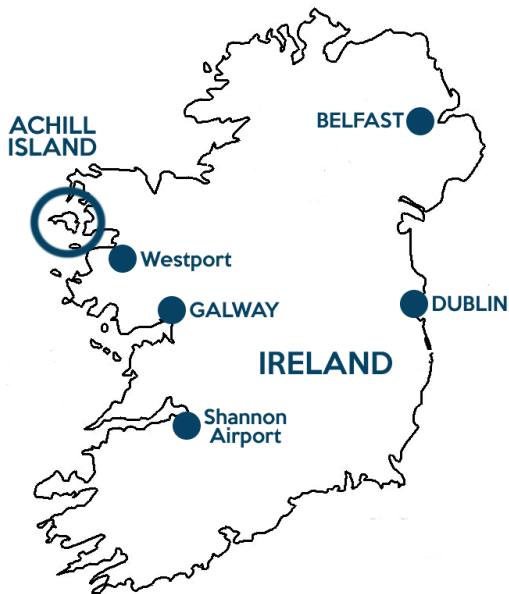 BELFAST
ACHILL
ISLAND
Westport
GALWAY
DUBLIN
IRELAND
Shannon
Airport